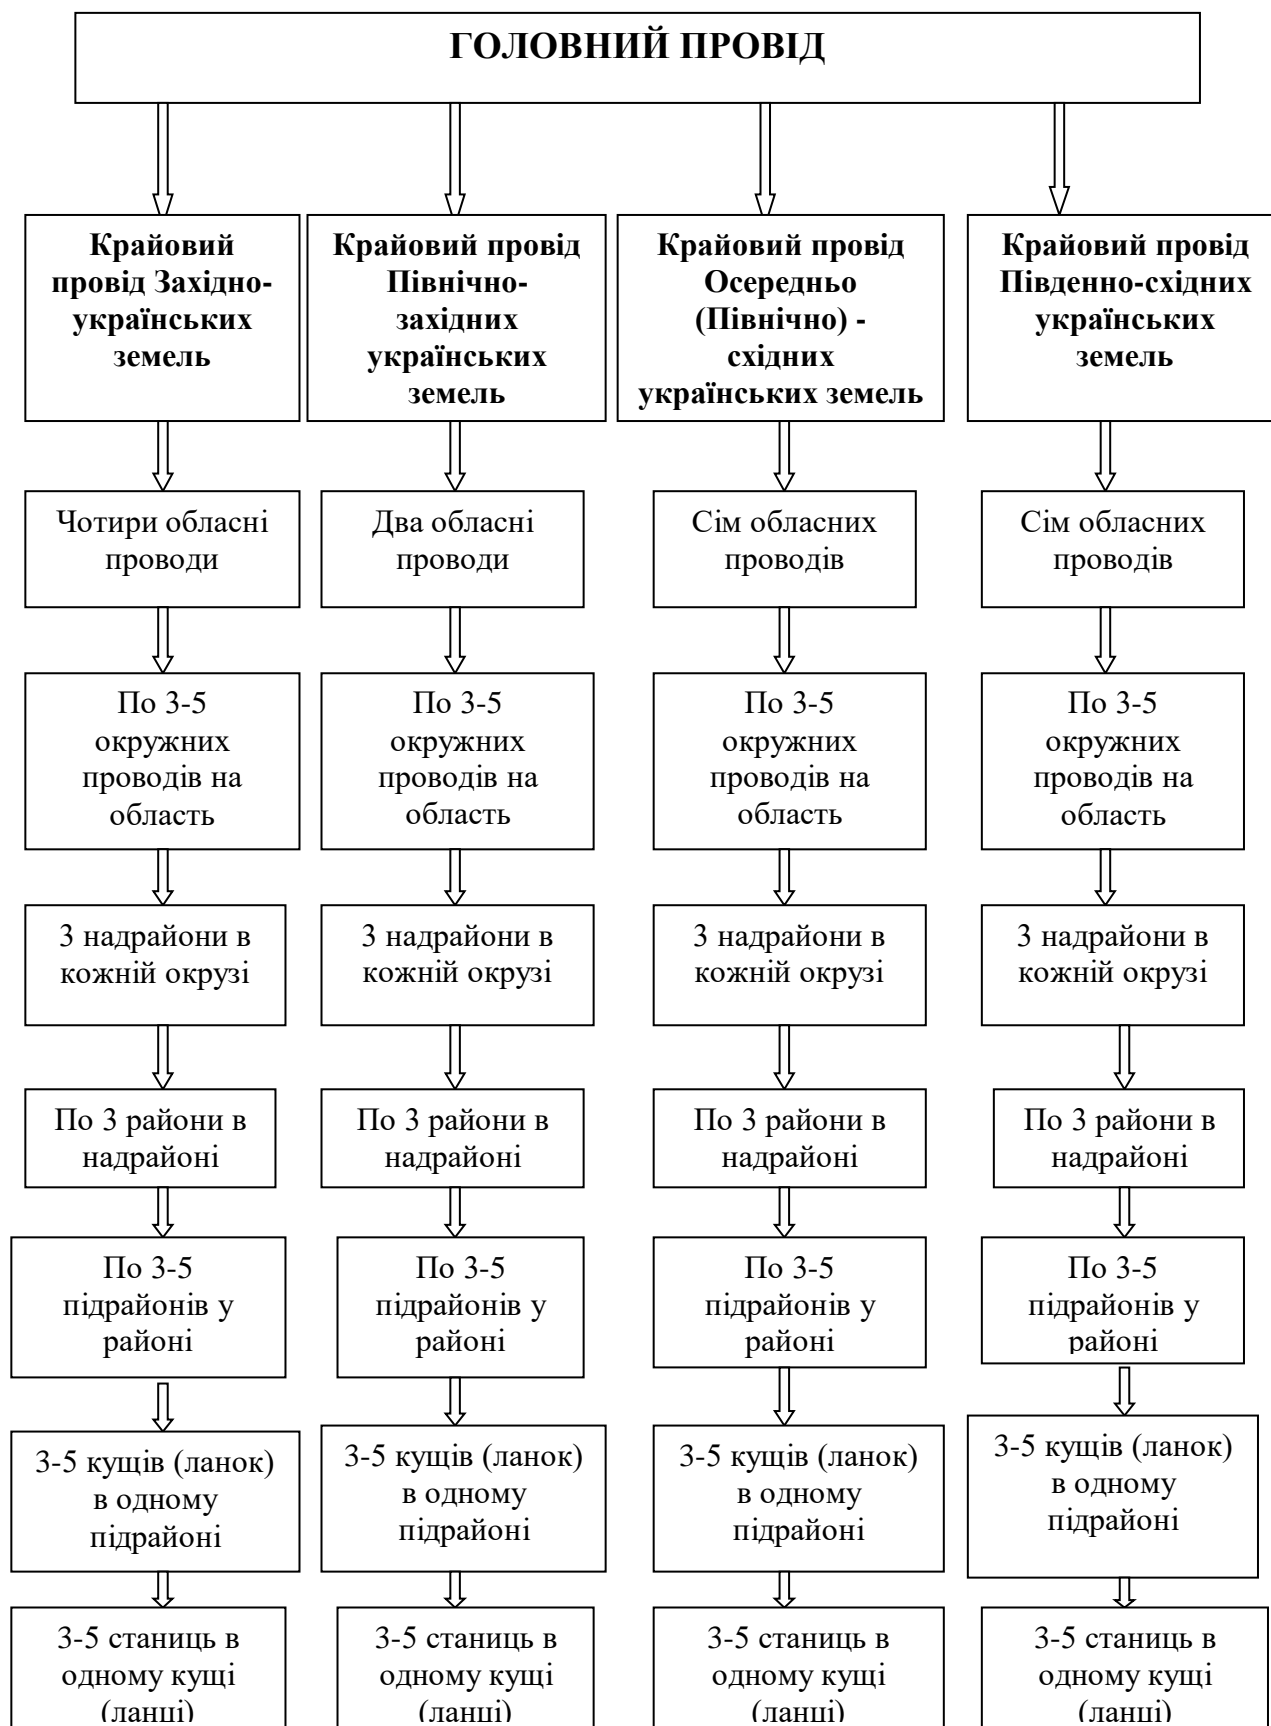 ГОЛОВНИЙ ПРОВІД
Крайовий
провід Західно-
українських
земель
Крайовий провід
Північно-
західних
українських
земель
Крайовий провід
Осередньо
(Північно) -
східних
українських земель
Крайовий провід
Південно-східних
українських
земель
Чотири обласні
проводи
Два обласні
проводи
Сім обласних
проводів
Сім обласних
проводів
По 3-5
окружних
проводів на
область
По 3-5
окружних
проводів на
область
По 3-5
окружних
проводів на
область
По 3-5
окружних
проводів на
область
3 надрайони в
кожній окрузі
3 надрайони в
кожній окрузі
3 надрайони в
кожній окрузі
3 надрайони в
кожній окрузі
По 3 райони в
надрайоні
По 3 райони в
надрайоні
По 3 райони в
надрайоні
По 3 райони в
надрайоні
По 3-5
підрайонів у
районі
По 3-5
підрайонів у
районі
По 3-5
підрайонів у
районі
По 3-5
підрайонів у
районі
3-5 кущів (ланок)
в одному
підрайоні
3-5 кущів (ланок)
в одному
підрайоні
3-5 кущів (ланок)
в одному
підрайоні
3-5 кущів (ланок)
в одному
підрайоні
3-5 станиць в
одному кущі
(ланці)
3-5 станиць в
одному кущі
(ланці)
3-5 станиць в
одному кущі
(ланці)
3-5 станиць в
одному кущі
(ланці)